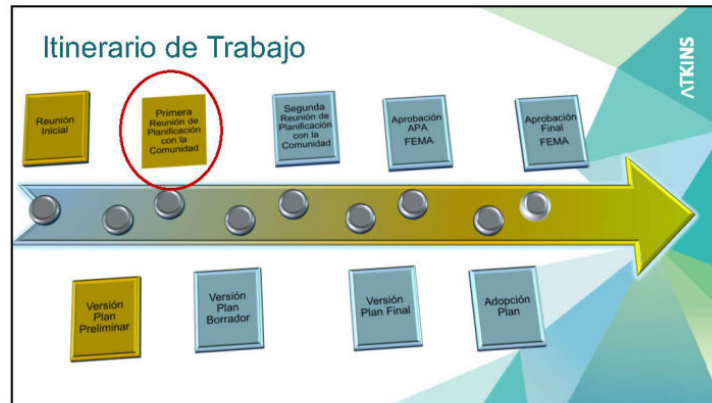 Itinerario de Trabajo
ATKINS
Reunión
Inicial
Primera
Reunión de
Planificación
con la
Comunidad
Segunda
Reunión de
Planificación
con la
Comunidad
Aprobación
APA
FEMA
Aprobación
Final
FEMA
Versión
Plan
Preliminar
Versión
Plan
Borrador
Versión
Plan Final
Adopción
Plan